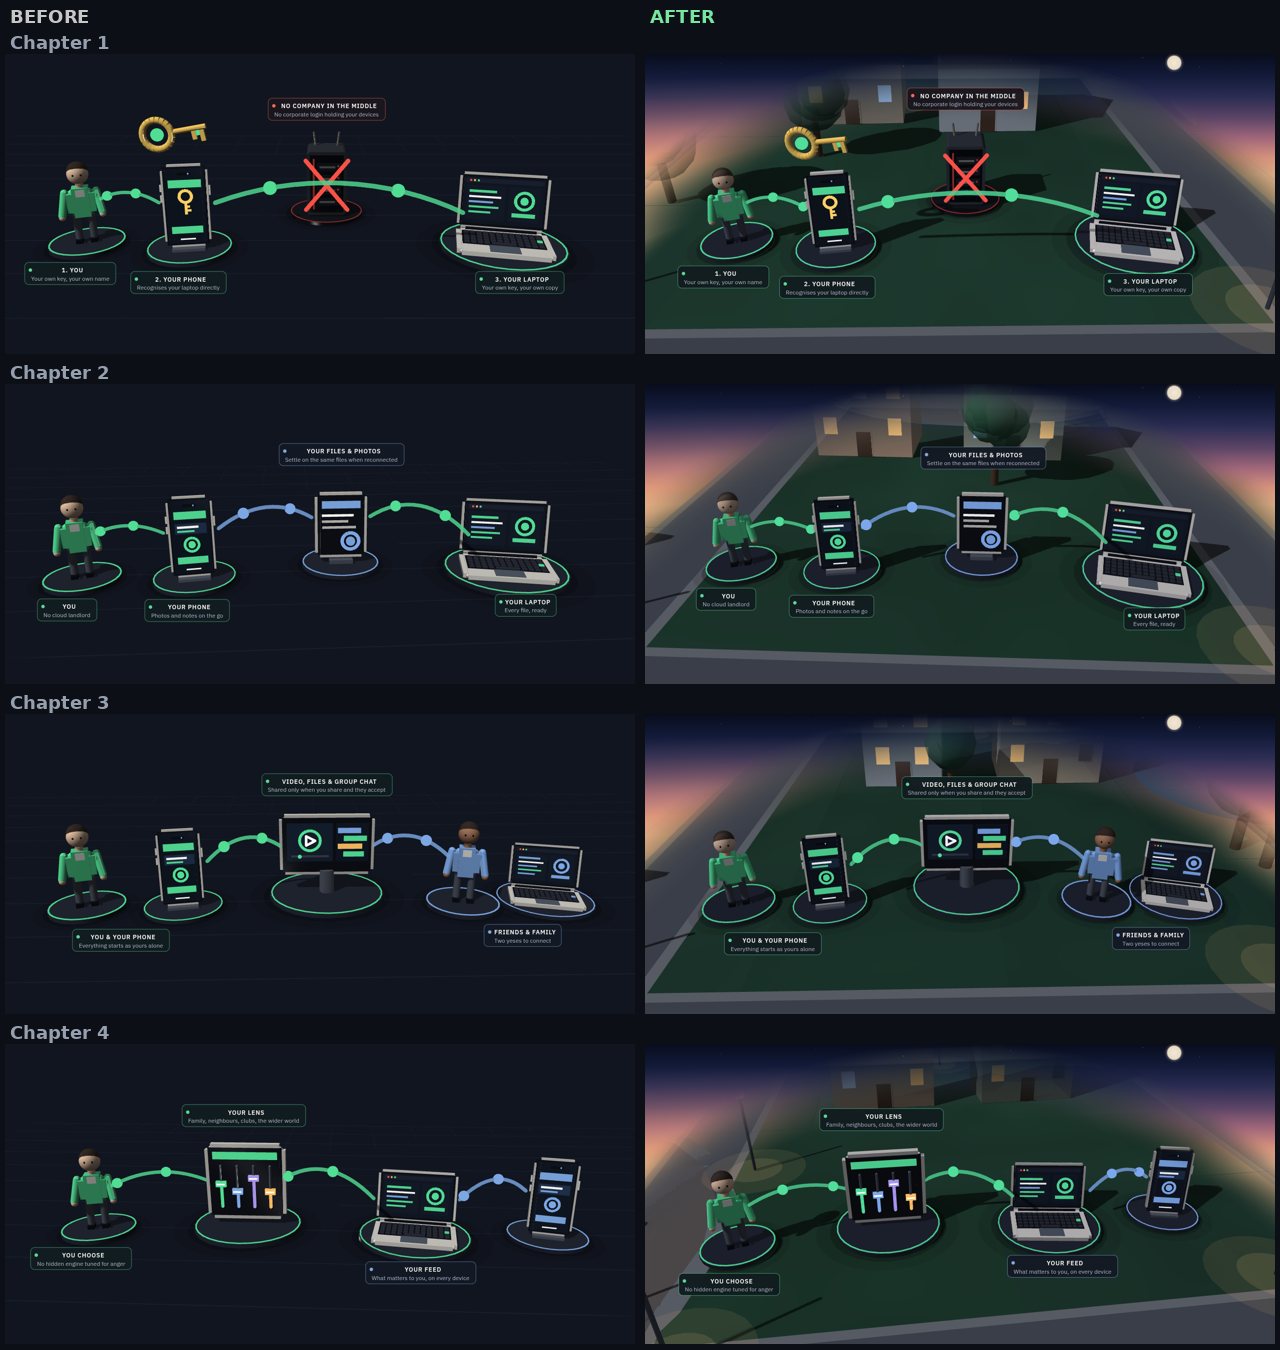 BEFORE
AFTER
Chapter 1
NO COMPANY IN THE MIDDLE
No corporate login holding your devices
1. YOU
Your own key, your own name
2. YOUR PHONE
Recognises your laptop directly
3. YOUR LAPTOP
Your own key, your own copy
NO COMPANY IN THE MIDDLE
No corporate login holding your devices
1. YOU
Your own key, your own name
2. YOUR PHONE
Recognises your laptop directly
3. YOUR LAPTOP
Your own key, your own copy
Chapter 2
YOUR FILES & PHOTOS
Settle on the same files when reconnected
YOU
No cloud landlord
YOUR PHONE
Photos and notes on the go
YOUR LAPTOP
Every file, ready
YOUR FILES & PHOTOS
Settle on the same files when reconnected
YOU
No cloud landlord
YOUR PHONE
Photos and notes on the go
YOUR LAPTOP
Every file, ready
Chapter 3
VIDEO, FILES & GROUP CHAT
Shared only when you share and they accept
YOU & YOUR PHONE
Everything starts as yours alone
FRIENDS & FAMILY
Two yeses to connect
VIDEO, FILES & GROUP CHAT
Shared only when you share and they accept
YOU & YOUR PHONE
Everything starts as yours alone
FRIENDS & FAMILY
Two yeses to connect
Chapter 4
YOUR LENS
Family, neighbours, clubs, the wider world
YOU CHOOSE
No hidden engine tuned for anger
YOUR FEED
What matters to you, on every device
YOUR LENS
Family, neighbours, clubs, the wider world
YOU CHOOSE
No hidden engine tuned for anger
YOUR FEED
What matters to you, on every device